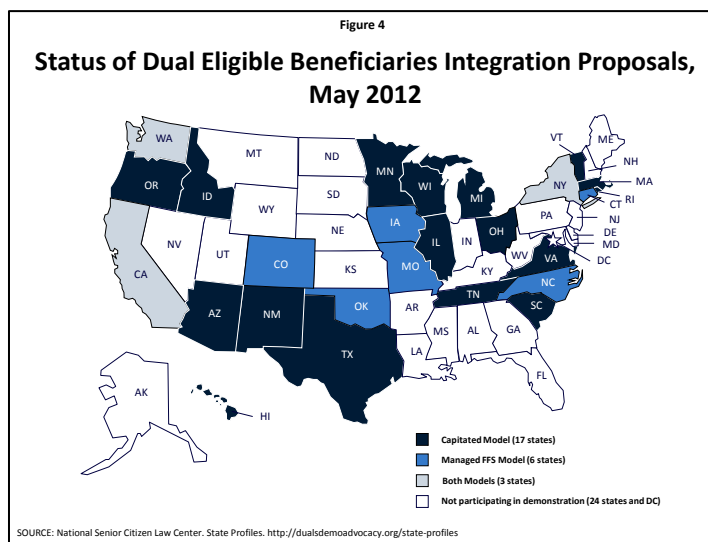 Figure 4
Status of Dual Eligible Beneficiaries Integration Proposals,
May 2012
WA
OR
ID
MT
ND
MN
SD
WY
NV
UT
CA
AZ
NM
CO
NE
KS
OK
TX
IA
MO
AR
LA
WI
IL
MI
IN
OH
KY
TN
MS
AL
GA
FL
SC
NC
VA
WV
PA
NY
VT
ME
NH
MA
RI
CT
NJ
DE
MD
DC
AK
HI
Capitated Model (17 states)
Managed FFS Model (6 states)
Both Models (3 states)
Not participating in demonstration (24 states and DC)
SOURCE: National Senior Citizen Law Center. State Profiles. http://dualsdemoadvocacy.org/state-profiles